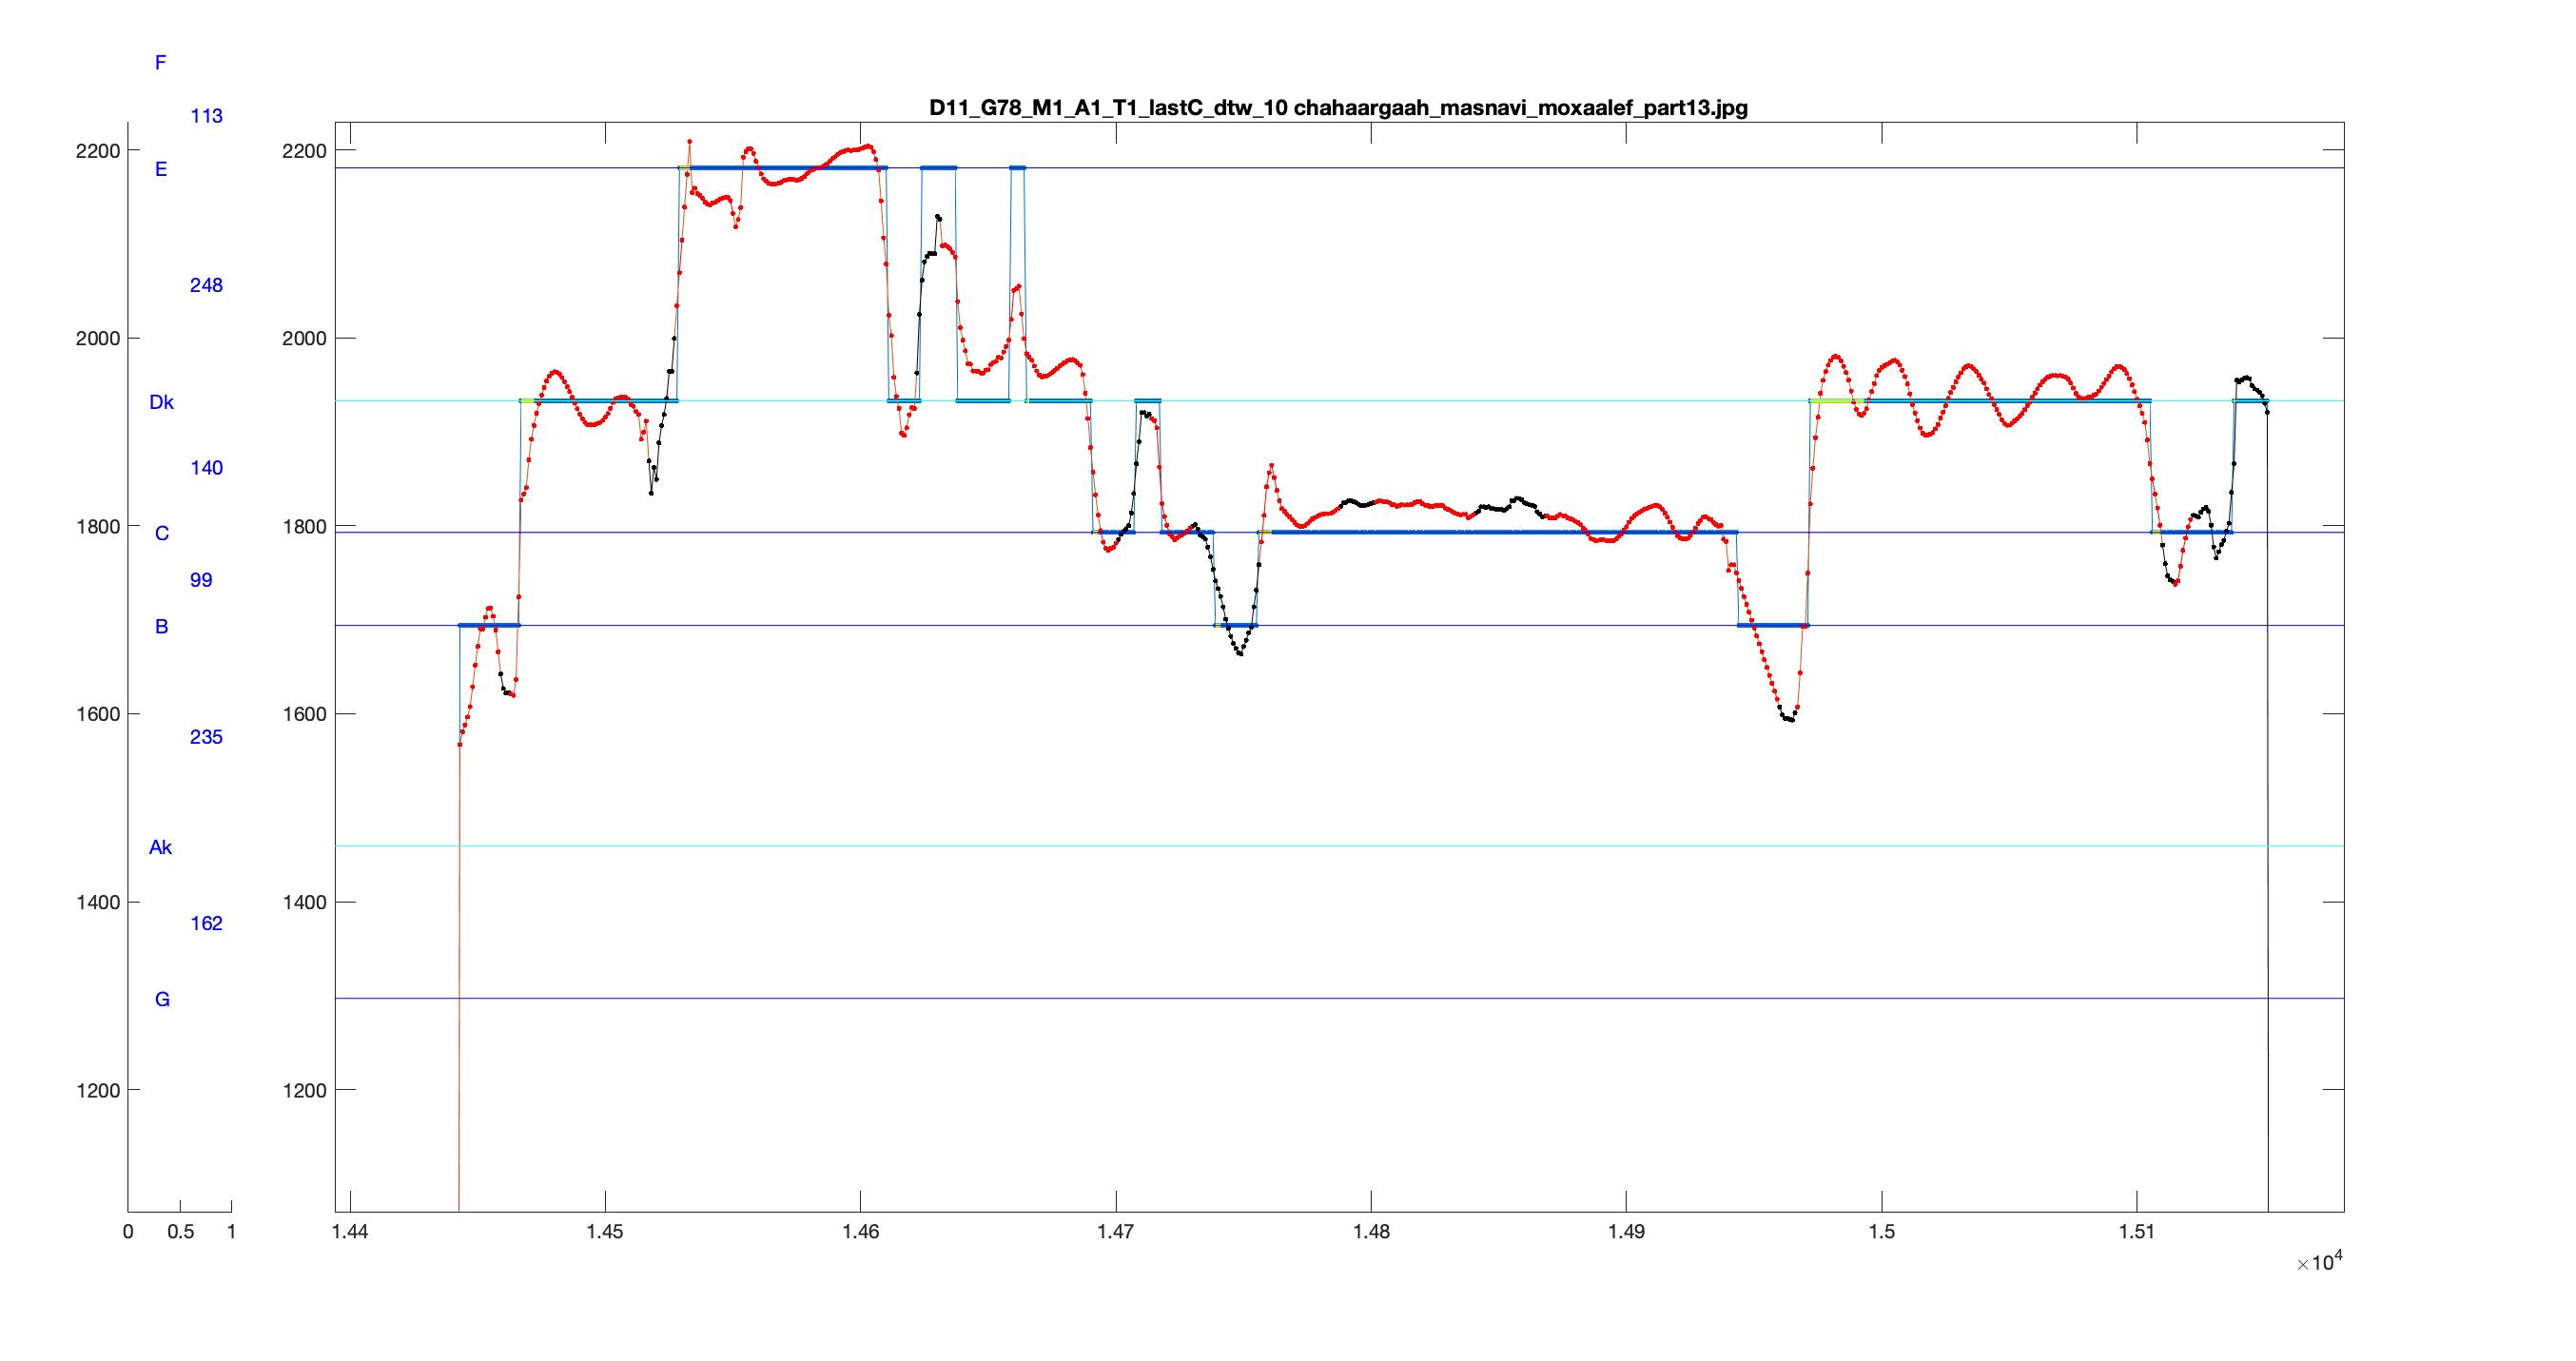 D11_G78_M1_A1_T1_lastC_dtw_10 chahaargaah_masnavi_moxaalef_part13.jpg
F
113
E
248
Dk
140
C
99
B
235
Ak
162
G
2200
2000
1800
1600
1400
1200
0 0.5 1
2200
2000
1800
1600
1400
1200
1.44 1.45 1.46 1.47 1.48 1.49 1.5 1.51
×10⁴